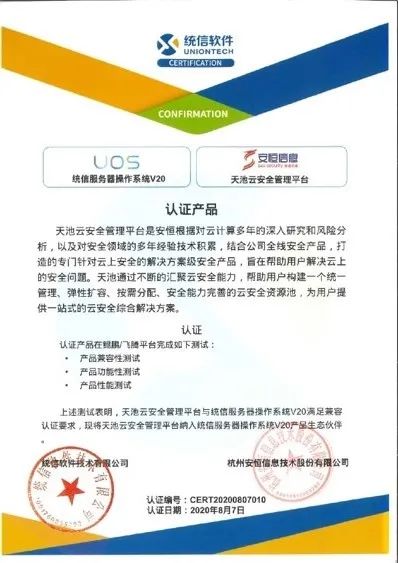 统信软件
UNIONTECH
CERTIFICATION
CONFIRMATION
UOS
统信服务器操作系统V20
安恒信息
天池云安全管理平台
认证产品
天池云安全管理平台是安恒根据对云计算多年的深入研究和风险分
析，以及对安全领域的多年经验技术积累，结合公司全线安全产品，打
造的专门针对云上安全的解决方案级安全产品，旨在帮助用户解决云上
的安全问题。天池通过不断的汇聚云安全能力，帮助用户构建一个统一
管理、弹性扩容、按需分配、安全能力完善的云安全资源池，为用户提
供一站式的云安全综合解决方案。
认证
认证产品在鲲鹏/飞腾平台完成如下测试：
• 产品兼容性测试
• 产品功能性测试
• 产品性能测试
上述测试表明，天池云安全管理平台与统信服务器操作系统V20满足兼容
认证要求，现将天池云安全管理平台纳入统信服务器操作系统V20产品生态伙伴
统信软件技术有限公司
杭州安恒信息技术股份有限公司
认证编号：CERT20200807010
认证日期：2020年8月7日